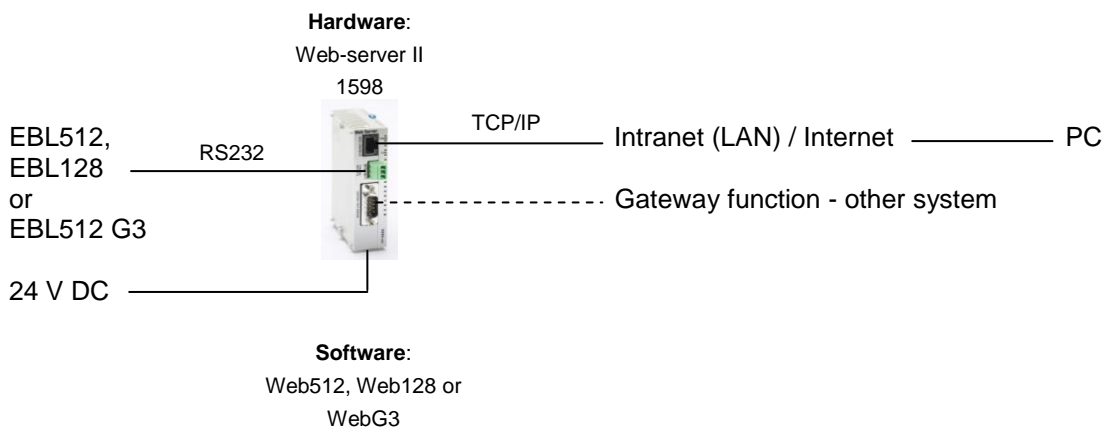 Hardware:
Web-server II
1598
EBL512,
EBL128
or
EBL512 G3
RS232
TCP/IP
Intranet (LAN) / Internet
PC
Gateway function - other system
24 V DC
Software:
Web512, Web128 or
WebG3